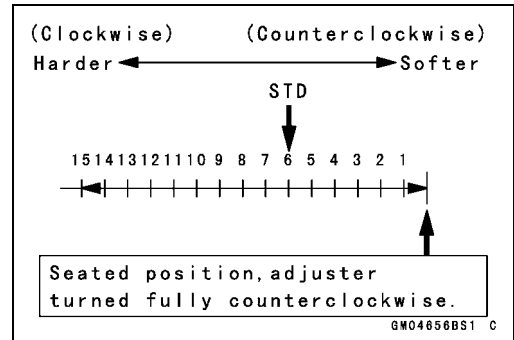 (Clockwise) (Counterclockwise)
Harder Softer
STD
15 14 13 12 11 10 9 8 7 6 5 4 3 2 1
Seated position, adjuster
turned fully counterclockwise.
GM04656BS1 C